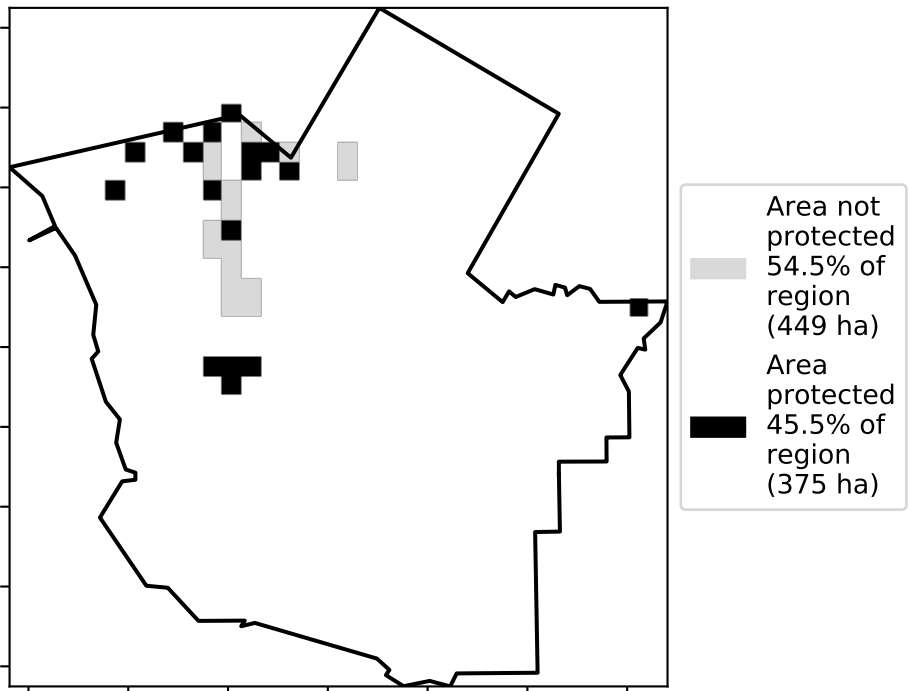 Area not
protected
54.5% of
region
(449 ha)
Area
protected
45.5% of
region
(375 ha)